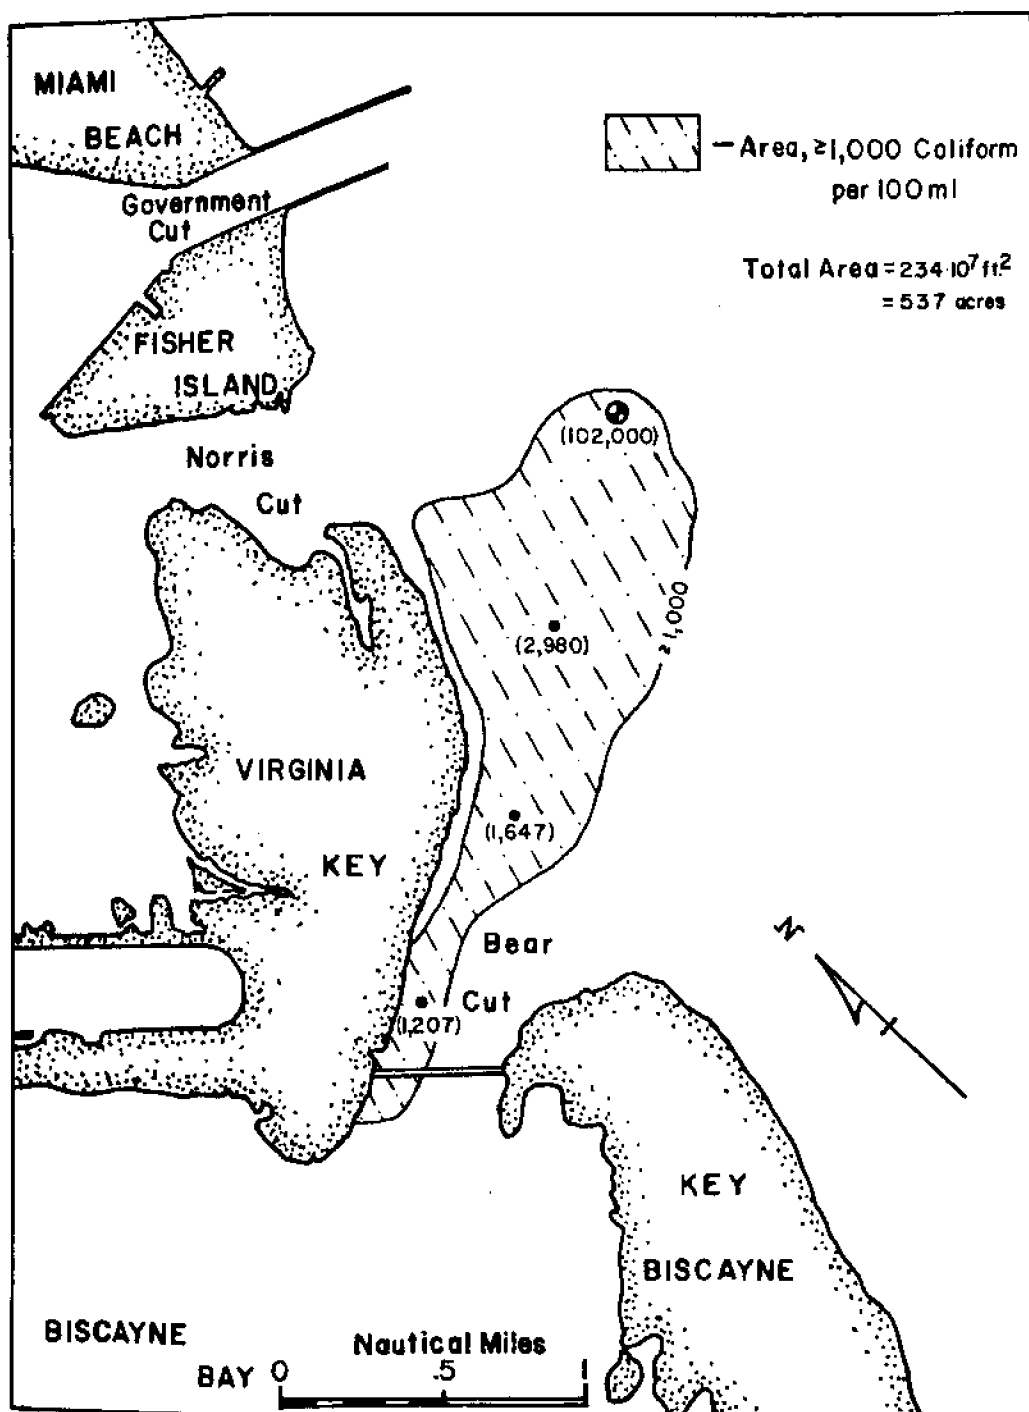 MIAMI
BEACH
Government
Cut
FISHER
ISLAND
Norris
Cut
— Area, ≥1,000 Coliform
per 100 ml
Total Area = 2.34·10⁷ ft.²
= 537 acres
(102,000)
≥1,000
(2,980)
(1,647)
VIRGINIA
KEY
Bear
Cut
(1,207)
N
KEY
BISCAYNE
BISCAYNE
BAY
Nautical Miles
0 .5 1